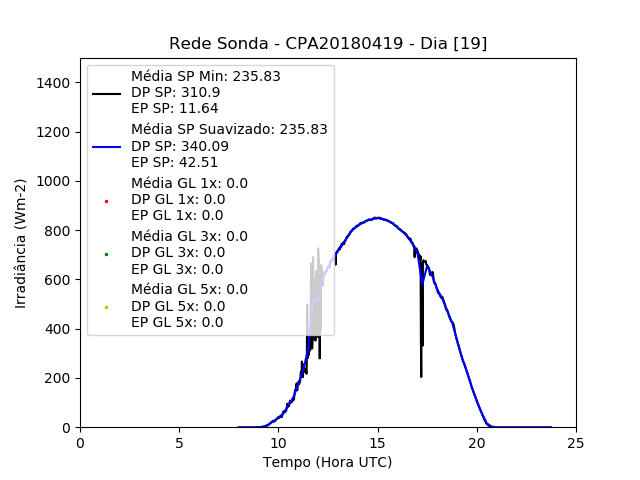 Rede Sonda - CPA20180419 - Dia [19]
Média SP Min: 235.83
DP SP: 310.9
EP SP: 11.64
Média SP Suavizado: 235.83
DP SP: 340.09
EP SP: 42.51
Média GL 1x: 0.0
DP GL 1x: 0.0
EP GL 1x: 0.0
Média GL 3x: 0.0
DP GL 3x: 0.0
EP GL 3x: 0.0
Média GL 5x: 0.0
DP GL 5x: 0.0
EP GL 5x: 0.0
Irradiância (Wm-2)
1400
1200
1000
800
600
400
200
0
0 5 10 15 20 25
Tempo (Hora UTC)